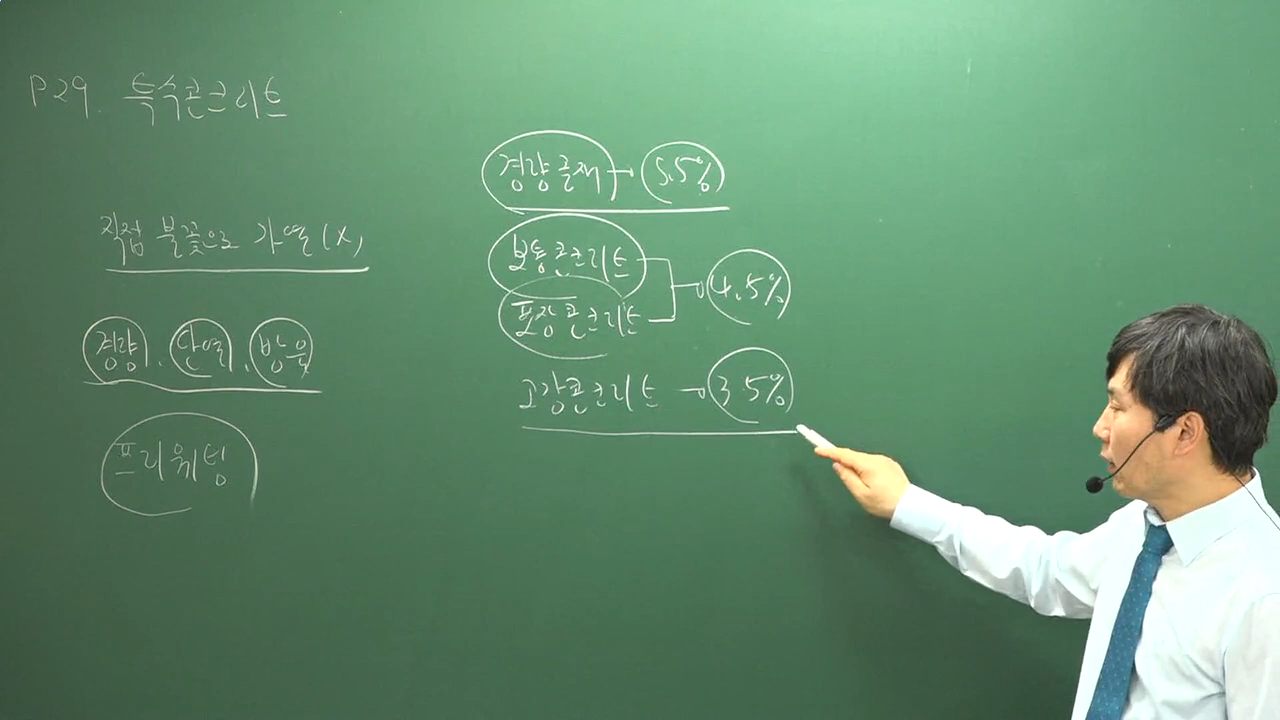 P29. 특수콘크리트
직접 불꽃으로 가열(X)
경량, 단열, 방음
프리웨팅
경량골재 → 5.5%
보통콘크리트
포장콘크리트
→ 4.5%
고강콘크리트 → 3.5%